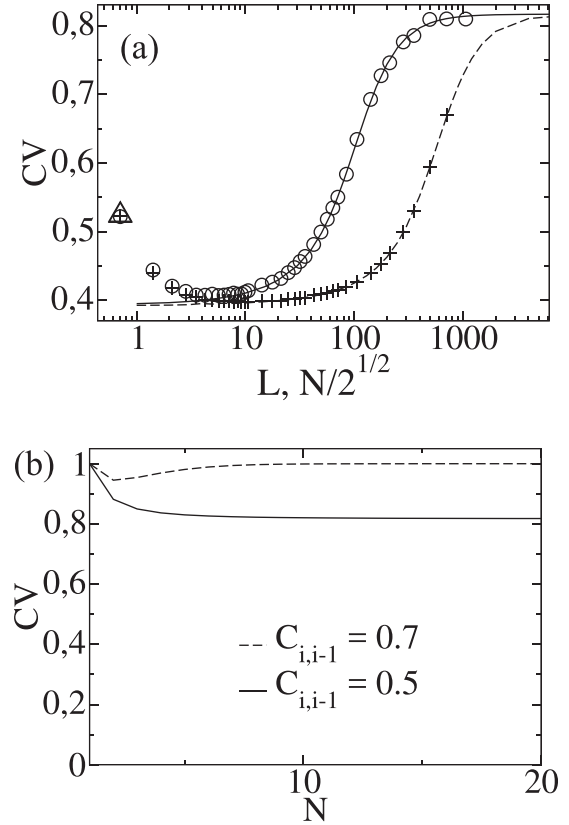 (a)
CV
0,8
0,7
0,6
0,5
0,4
1 10 100 1000
L, N/2^{1/2}
(b)
CV
1
0,8
0,6
0,4
0,2
0
C_{i,i-1} = 0.7
C_{i,i-1} = 0.5
10 20
N